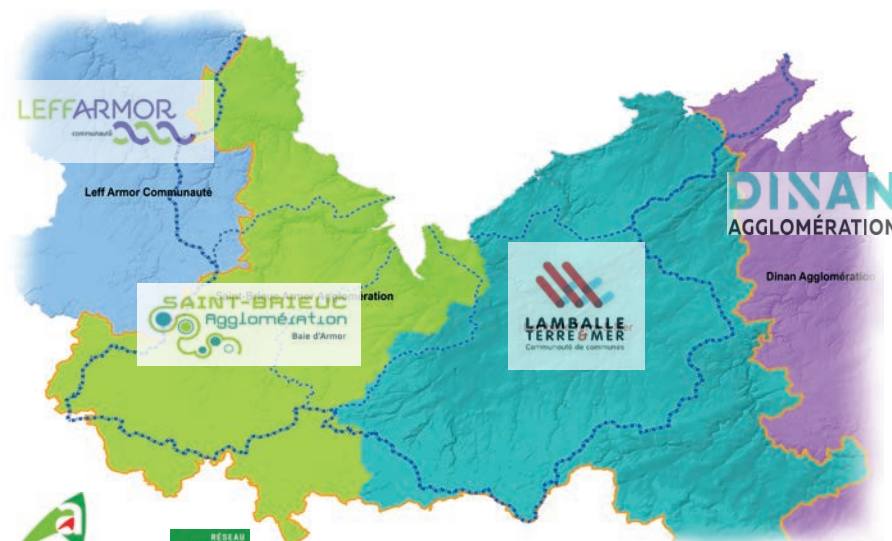 LEFFARMOR
communauté
Leff Armor Communauté
DINAN
AGGLOMÉRATION
Dinan Agglomération
SAINT-BRIEUC
Agglomération
Baie d'Armor
LAMBALLE
TERRE & MER
Communauté de communes
a
RÉSEAU